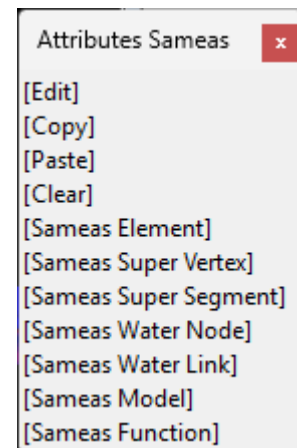 Attributes Sameas
x
[Edit]
[Copy]
[Paste]
[Clear]
[Sameas Element]
[Sameas Super Vertex]
[Sameas Super Segment]
[Sameas Water Node]
[Sameas Water Link]
[Sameas Model]
[Sameas Function]